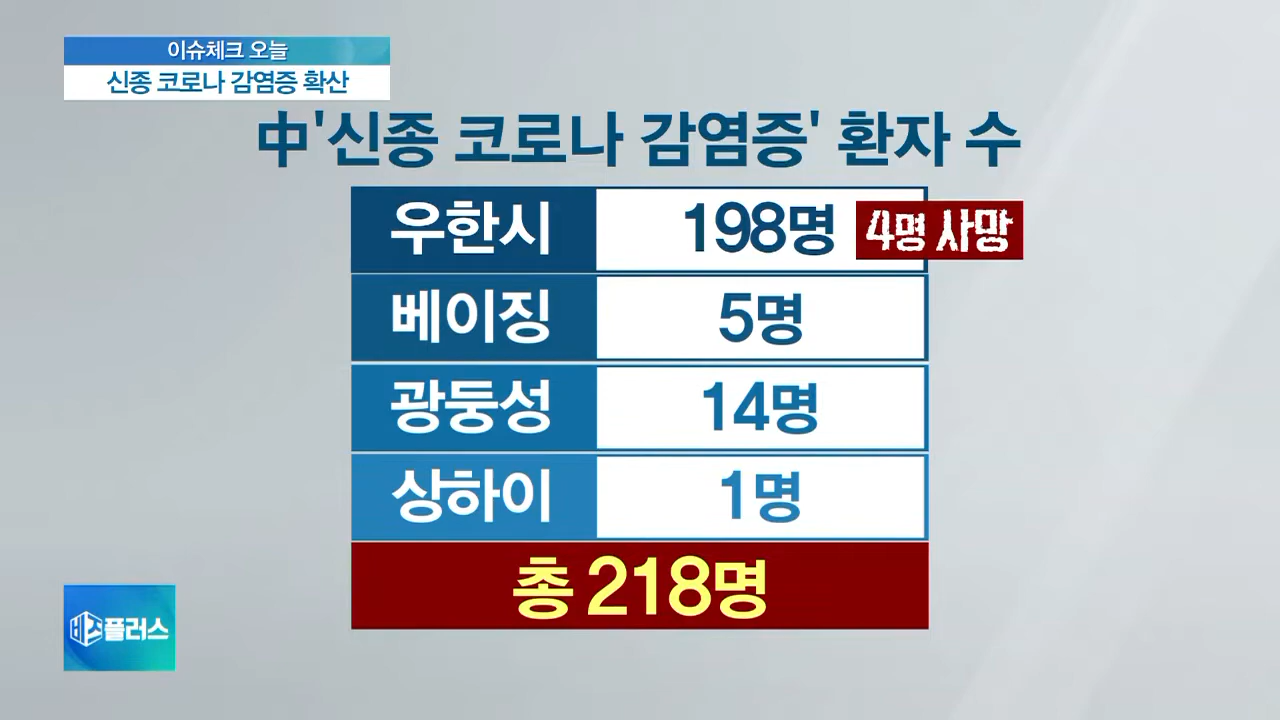 이슈체크 오늘
신종 코로나 감염증 확산
中'신종 코로나 감염증' 환자 수
우한시 198명 4명 사망
베이징 5명
광둥성 14명
상하이 1명
총 218명
비즈플러스